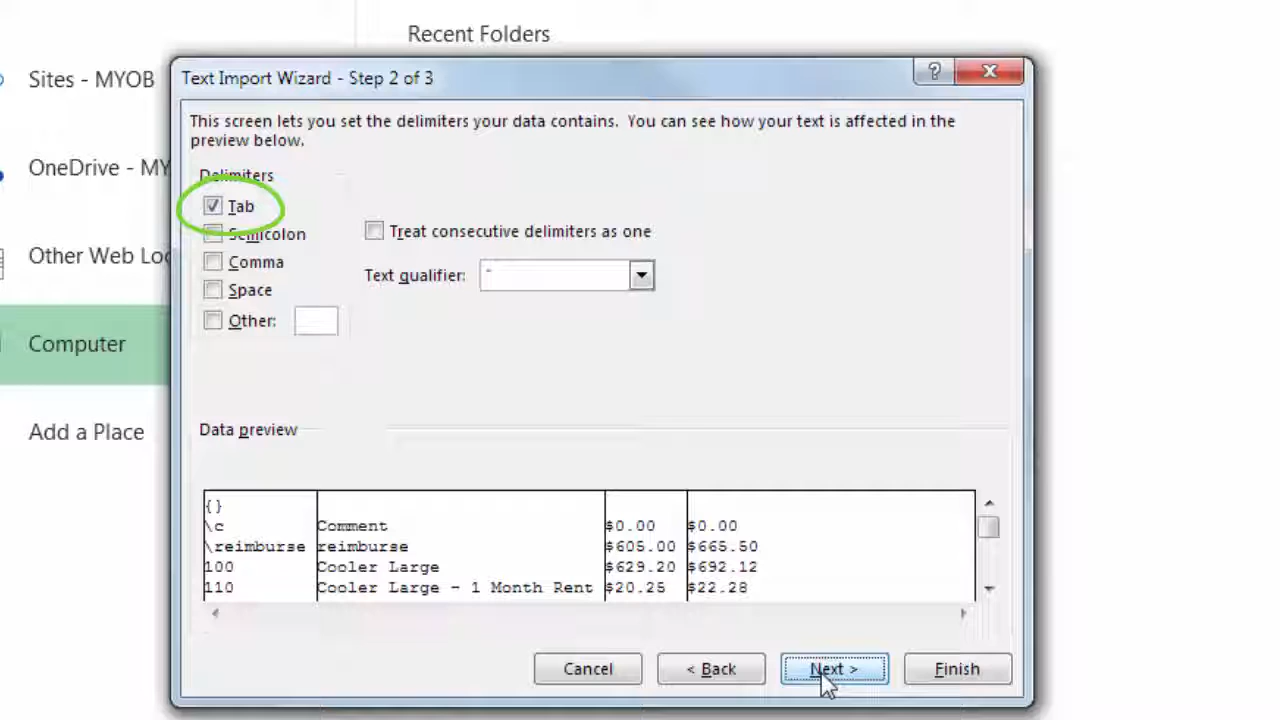 Recent Folders
Sites - MYOB
OneDrive - MY
Other Web Loc
Computer
Add a Place
Text Import Wizard - Step 2 of 3
?
This screen lets you set the delimiters your data contains. You can see how your text is affected in the
preview below.
Delimiters
Tab
Semicolon
Comma
Space
Other:
Treat consecutive delimiters as one
Text qualifier: "
Data preview
{}
\c Comment $0.00 $0.00
\reimburse reimburse $605.00 $665.50
100 Cooler Large $629.20 $692.12
110 Cooler Large - 1 Month Rent $20.25 $22.28
Cancel < Back Next > Finish